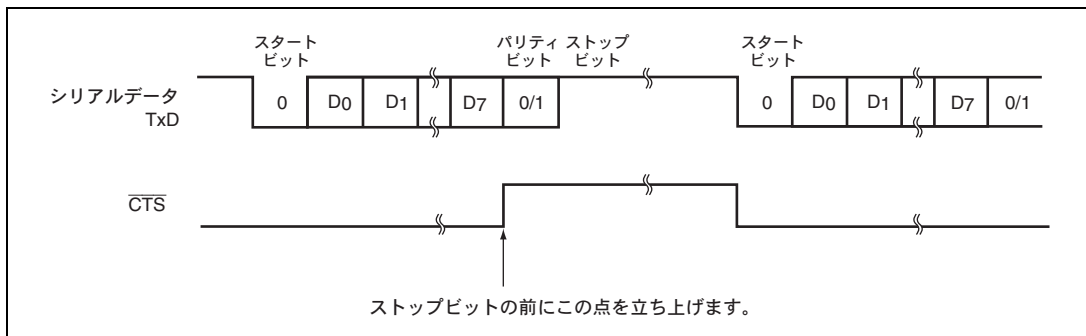 スタート
ビット
パリティ ストップ
ビット ビット
スタート
ビット
シリアルデータ
TxD
0 D0 D1 D7 0/1
0 D0 D1 D7 0/1
CTS
ストップビットの前にこの点を立ち上げます。